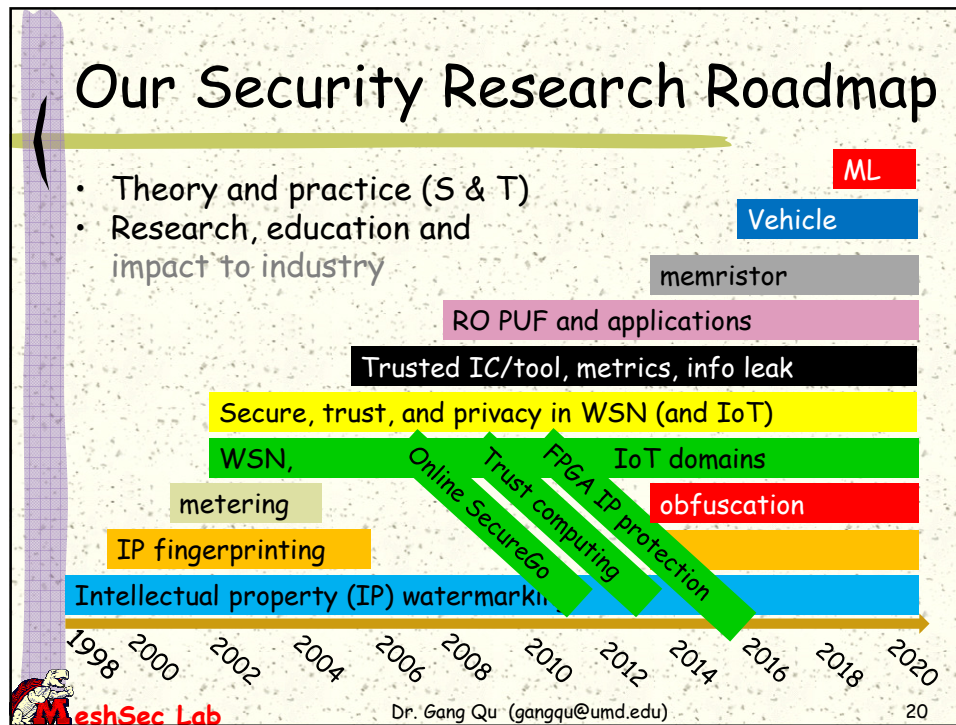 Our Security Research Roadmap
• Theory and practice (S & T)
• Research, education and
impact to industry
ML
Vehicle
memristor
RO PUF and applications
Trusted IC/tool, metrics, info leak
Secure, trust, and privacy in WSN (and IoT)
WSN,
IoT domains
Online SecureGo
Trust computing
FPGA IP protection
metering
obfuscation
IP fingerprinting
Intellectual property (IP) watermarking
1998
2000
2002
2004
2006
2008
2010
2012
2014
2016
2018
2020
MeshSec Lab
Dr. Gang Qu (gangqu@umd.edu)
20